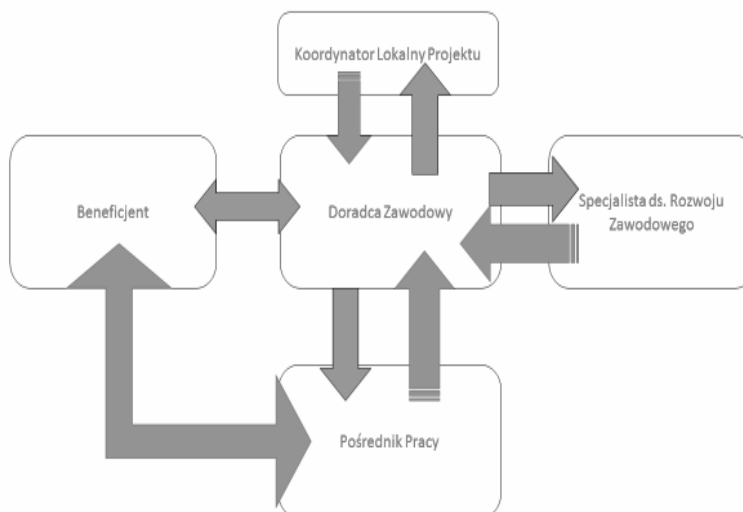 Koordynator Lokalny Projektu
Beneficjent
Doradca Zawodowy
Specjalista ds. Rozwoju
Zawodowego
Pośrednik Pracy